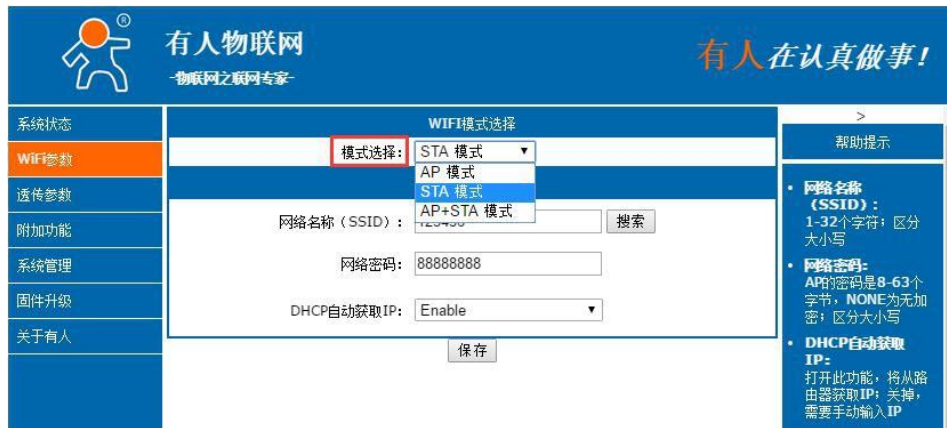 ®
有人物联网
-物联网之联网专家-
有人在认真做事!
系统状态
WiFi参数
透传参数
附加功能
系统管理
固件升级
关于有人
WIFI模式选择
模式选择: STA 模式
AP 模式
STA 模式
AP+STA 模式
网络名称(SSID): 搜索
网络密码: 88888888
DHCP自动获取IP: Enable
保存
>
帮助提示
• 网络名称
(SSID):
1-32个字符;区分
大小写
• 网络密码:
AP的密码是8-63个
字节,NONE为无加
密;区分大小写
• DHCP自动获取
IP:
打开此功能,将从路
由器获取IP;关掉,
需要手动输入IP